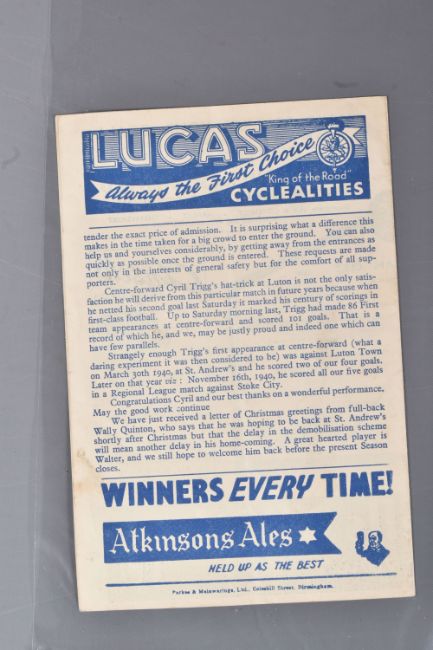 LUCAS
Always the First Choice
"King of the Road"
CYCLEALITIES
tender the exact price of admission. It is surprising what a difference this
makes in the time taken for a big crowd to enter the ground. You can also
help us and yourselves considerably, by getting away from the entrances as
quickly as possible once the ground is entered. These requests are made
not only in the interests of general safety but for the comfort of all sup-
porters.
Centre-forward Cyril Trigg's hat-trick at Luton is not the only satis-
faction he will derive from this particular match in future years because when
he netted his second goal last Saturday it marked his century of scorings in
first-class football. Up to Saturday morning last, Trigg had made 86 First
team appearances at centre-forward and scored 101 goals. That is a
record of which he, and we, may be justly proud and indeed one which can
have few parallels.
Strangely enough Trigg's first appearance at centre-forward (what a
daring experiment it was then considered to be) was against Luton Town
on March 30th 1940, at St. Andrew's and he scored two of our four goals.
Later on that year viz : November 16th, 1940, he scored all our five goals
in a Regional League match against Stoke City.
Congratulations Cyril and our best thanks on a wonderful performance.
May the good work continue
We have just received a letter of Christmas greetings from full-back
Wally Quinton, who says that he was hoping to be back at St. Andrew's
shortly after Christmas but that the delay in the demobilisation scheme
will mean another delay in his home-coming. A great hearted player is
Walter, and we still hope to welcome him back before the present Season
closes.
WINNERS EVERY TIME!
Atkinsons Ales
HELD UP AS THE BEST
Parkes & Mainwarings, Ltd., Coleshill Street, Birmingham.